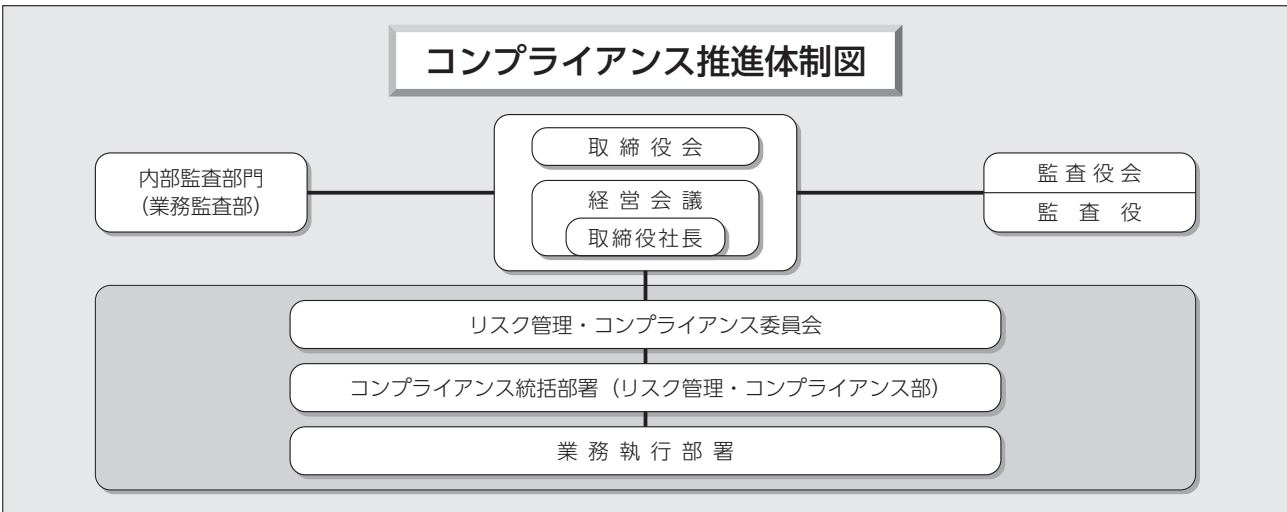 コンプライアンス推進体制図
取締役会
内部監査部門
（業務監査部）
経営会議
取締役社長
監査役会
監査役
リスク管理・コンプライアンス委員会
コンプライアンス統括部署（リスク管理・コンプライアンス部）
業務執行部署